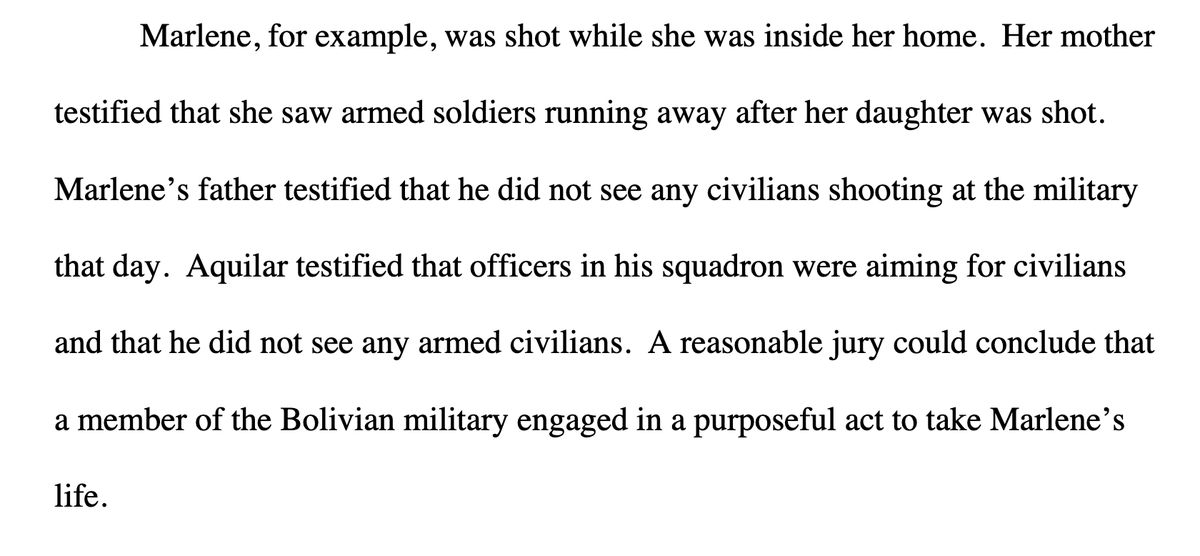 Marlene, for example, was shot while she was inside her home.  Her mother
testified that she saw armed soldiers running away after her daughter was shot.
Marlene’s father testified that he did not see any civilians shooting at the military
that day.  Aquilar testified that officers in his squadron were aiming for civilians
and that he did not see any armed civilians.  A reasonable jury could conclude that
a member of the Bolivian military engaged in a purposeful act to take Marlene’s
life.